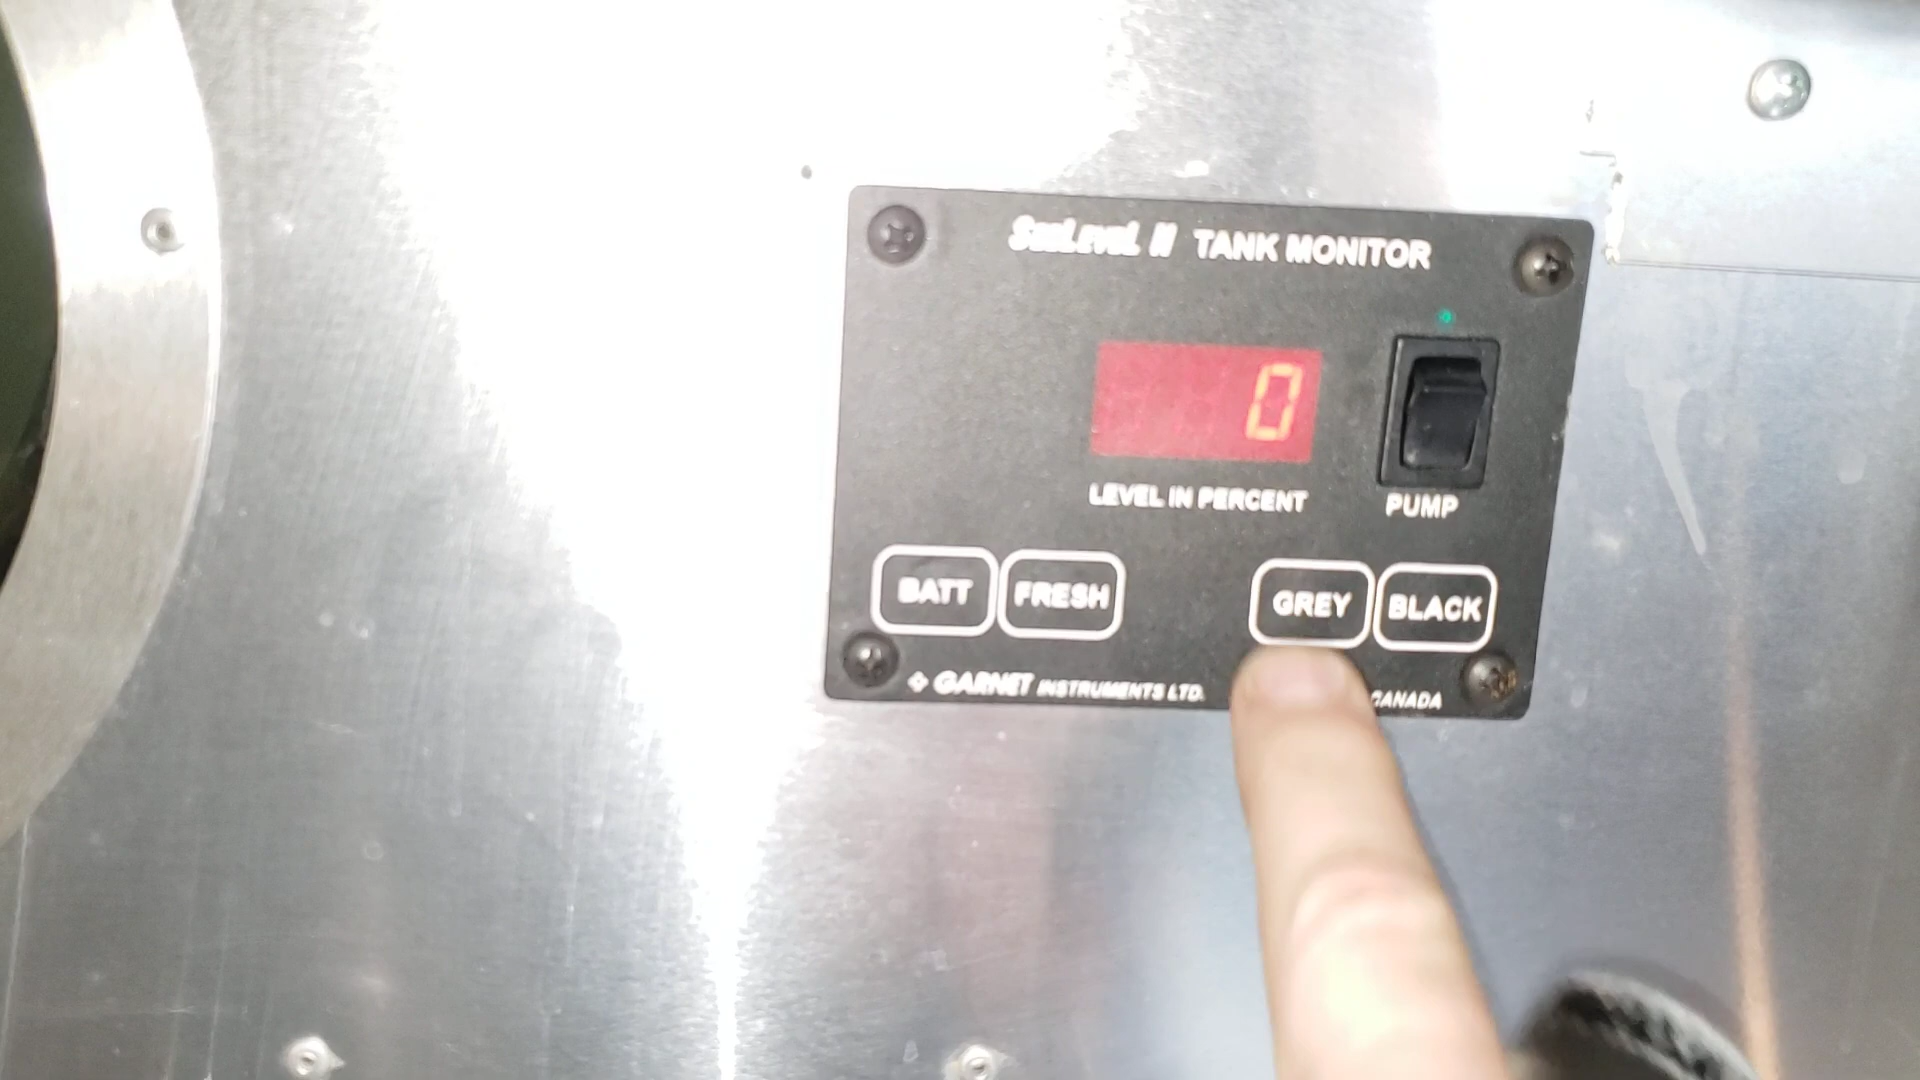 SeeLeveL II TANK MONITOR
0
LEVEL IN PERCENT
PUMP
BATT
FRESH
GREY
BLACK
GARNET INSTRUMENTS LTD. CANADA